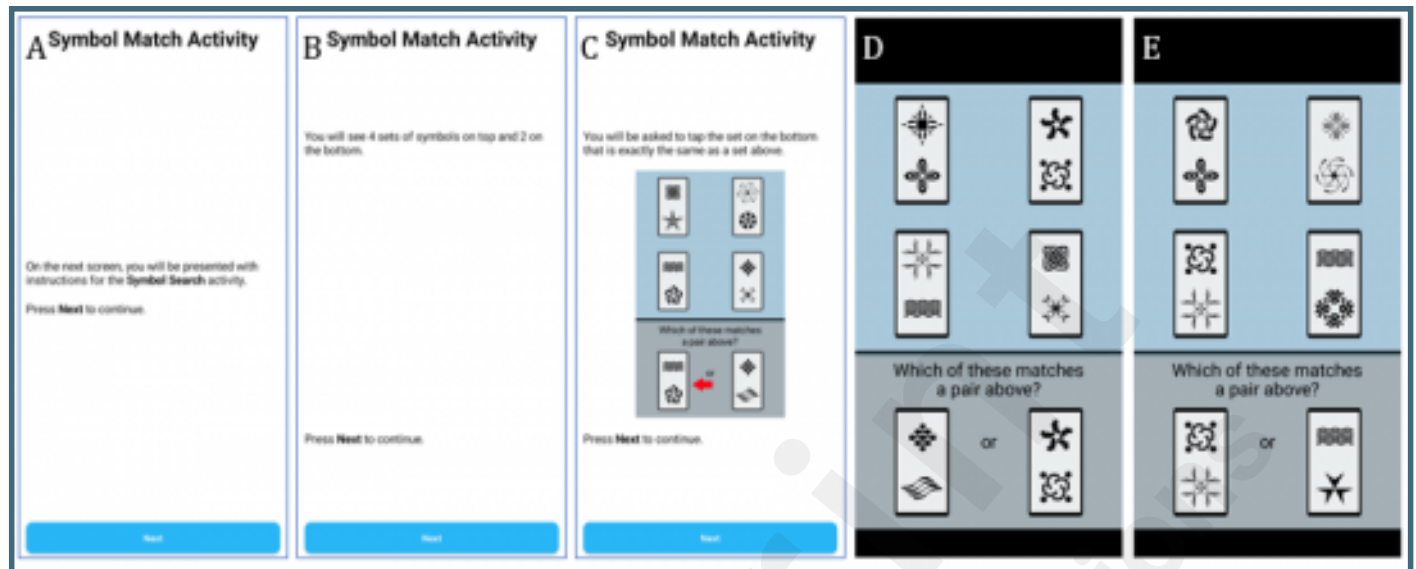 A Symbol Match Activity
On the next screen, you will be presented with
instructions for the Symbol Search activity.
Press Next to continue.
Next
B Symbol Match Activity
You will see 4 sets of symbols on top and 2 on
the bottom.
Press Next to continue.
Next
C Symbol Match Activity
You will be asked to tap the set on the bottom
that is exactly the same as a set above.
Which of these matches
a pair above?
or
Press Next to continue.
Next
D
Which of these matches
a pair above?
or
E
Which of these matches
a pair above?
or